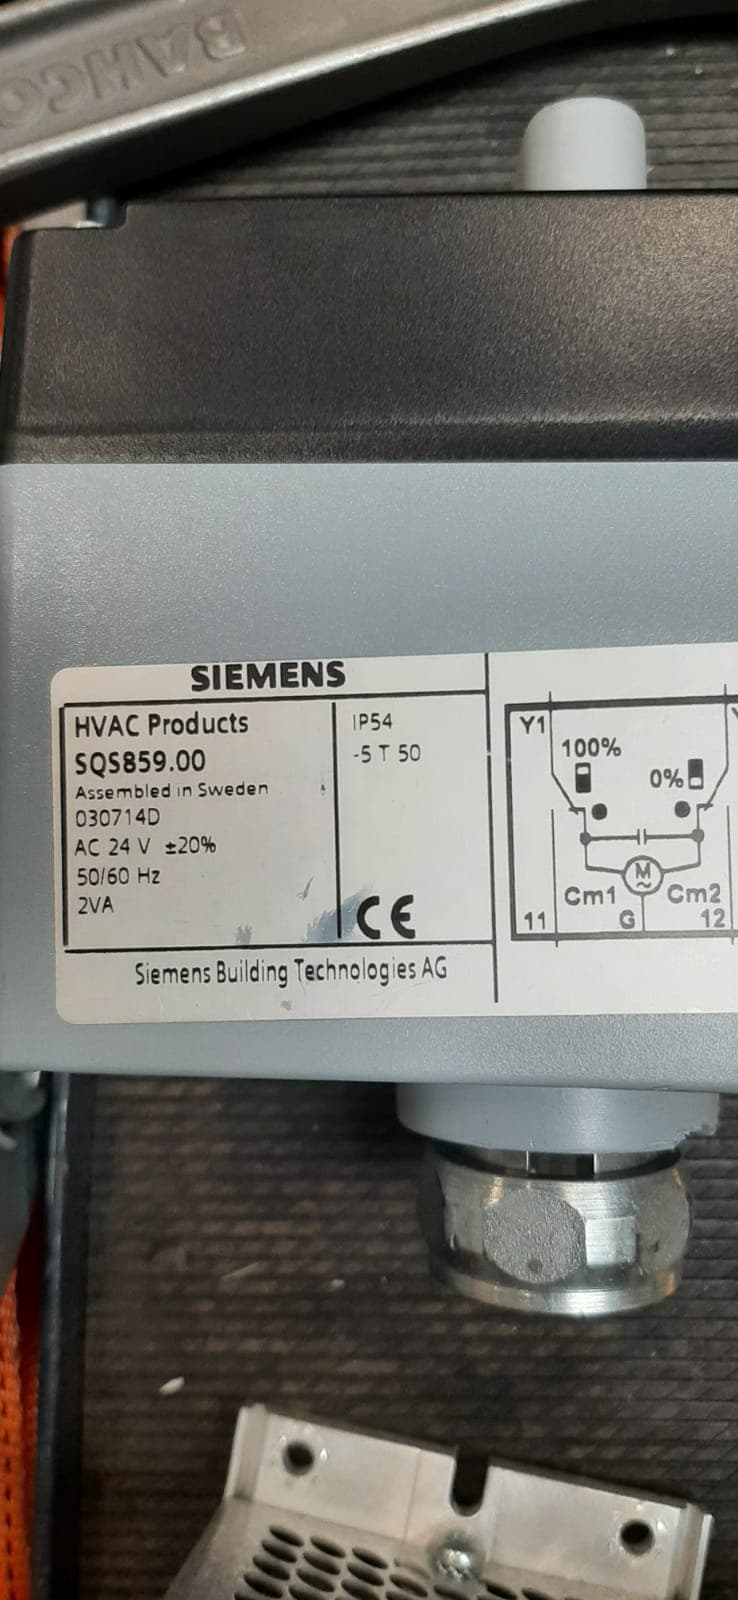 BAHCO
SIEMENS
HVAC Products
SQS859.00
Assembled in Sweden
030714D
AC 24 V ±20%
50/60 Hz
2VA
IP54
-5 T 50
CE
Siemens Building Technologies AG
Y1
100%
0%
M
~
Cm1
Cm2
11
G
12